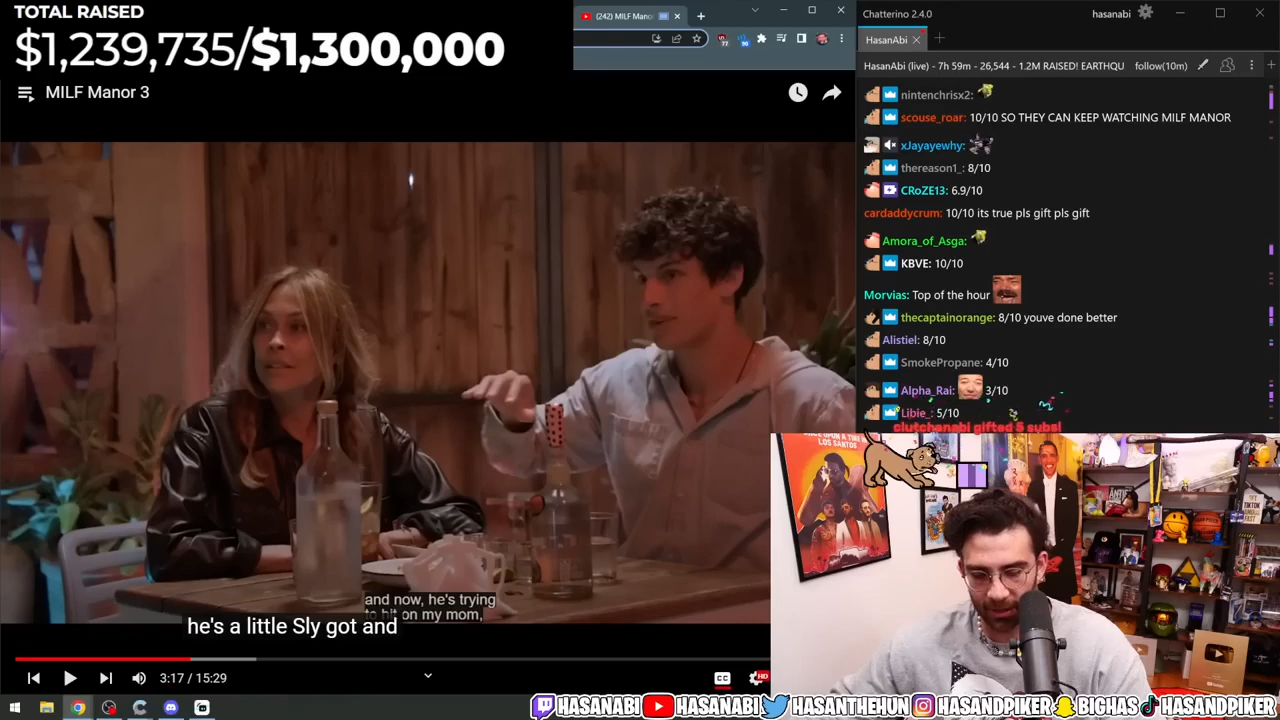 TOTAL RAISED
$1,239,735/$1,300,000
(242) MILF Mano
MILF Manor 3
and now, he's trying
to hit on my mom,
he's a little Sly got and
3:17 / 15:29
CC
HD
Chatterino 2.4.0
hasanabi
HasanAbi
HasanAbi (live) - 7h 59m - 26,544 - 1.2M RAISED! EARTHQU
follow(10m)
nintenchrisx2:
scouse_roar: 10/10 SO THEY CAN KEEP WATCHING MILF MANOR
xJayayewhy:
thereason1_: 8/10
CRoZE13: 6.9/10
cardaddycrum: 10/10 its true pls gift pls gift
Amora_of_Asga:
KBVE: 10/10
Morvias: Top of the hour
thecaptainorange: 8/10 youve done better
Alistiel: 8/10
SmokePropane: 4/10
Alpha_Rai: 3/10
Libie_: 5/10
clutchanabi gifted 5 subs!
LOS SANTOS
HASANABI
HASANABI
HASANTHEHUN
HASANDPIKER
BIGHAS
HASANDPIKER